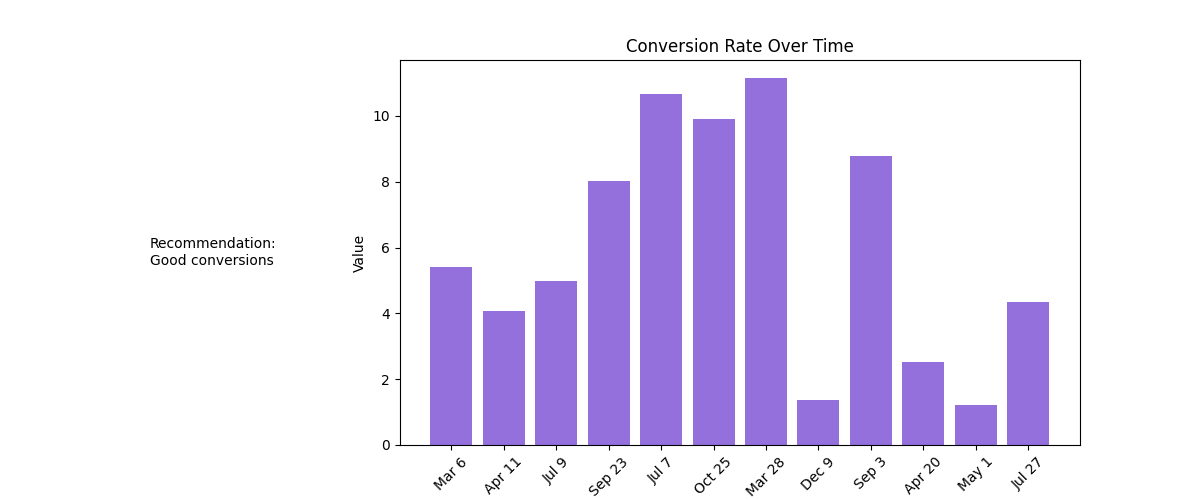 Conversion Rate Over Time
Recommendation:
Good conversions
Value
10
8
6
4
2
0
Mar 6
Apr 11
Jul 9
Sep 23
Jul 7
Oct 25
Mar 28
Dec 9
Sep 3
Apr 20
May 1
Jul 27